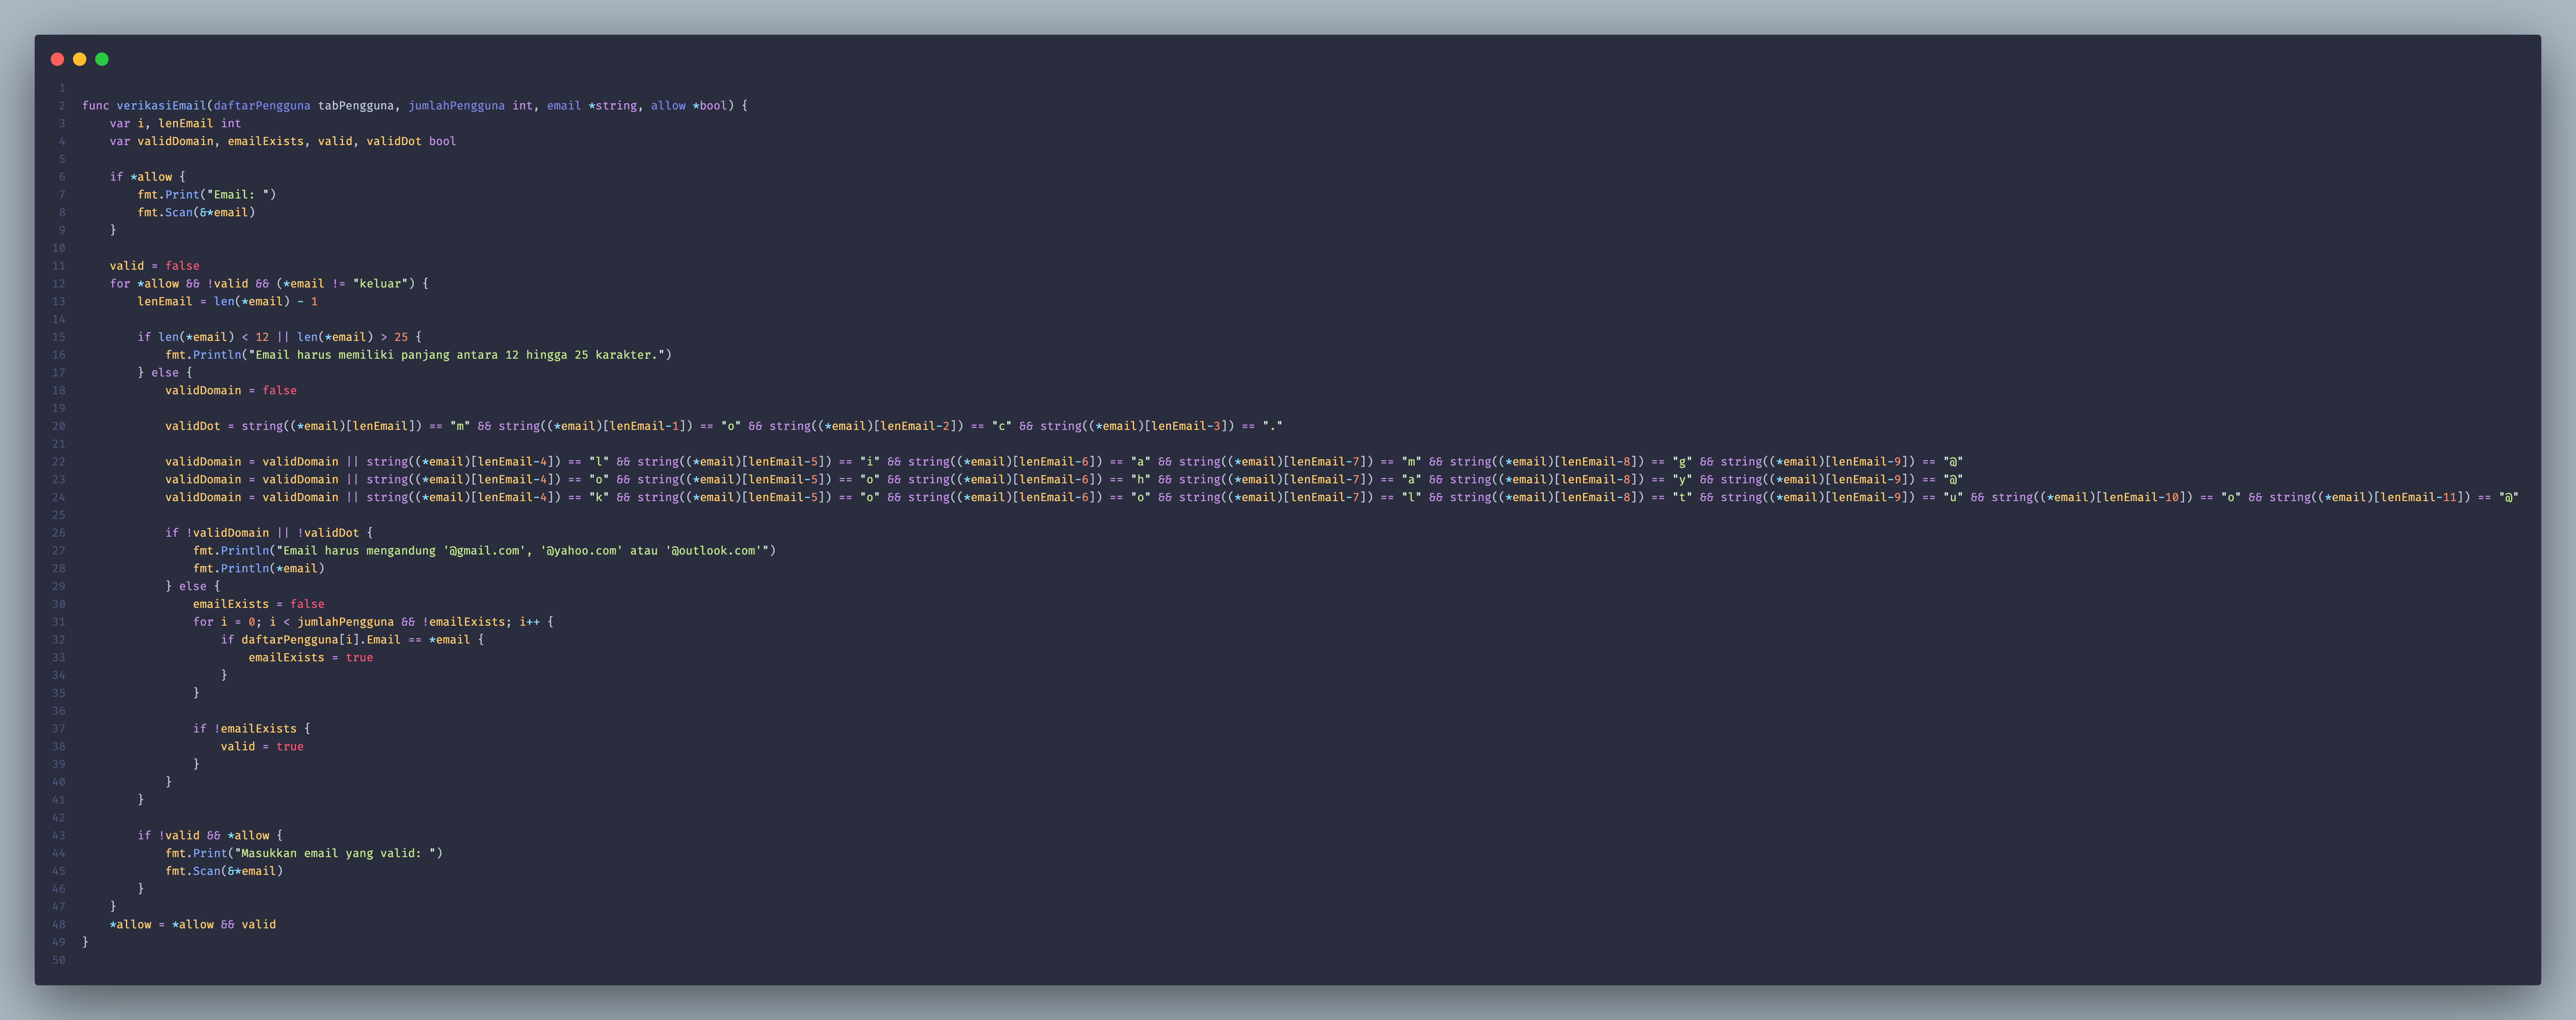 1
2 func verikasiEmail(daftarPengguna tabPengguna, jumlahPengguna int, email *string, allow *bool) {
3     var i, lenEmail int
4     var validDomain, emailExists, valid, validDot bool
5
6     if *allow {
7         fmt.Print("Email: ")
8         fmt.Scan(&*email)
9     }
10
11     valid = false
12     for *allow && !valid && (*email != "keluar") {
13         lenEmail = len(*email) - 1
14
15         if len(*email) < 12 || len(*email) > 25 {
16             fmt.Println("Email harus memiliki panjang antara 12 hingga 25 karakter.")
17         } else {
18             validDomain = false
19
20             validDot = string((*email)[lenEmail]) == "m" && string((*email)[lenEmail-1]) == "o" && string((*email)[lenEmail-2]) == "c" && string((*email)[lenEmail-3]) == "."
21
22             validDomain = validDomain || string((*email)[lenEmail-4]) == "l" && string((*email)[lenEmail-5]) == "i" && string((*email)[lenEmail-6]) == "a" && string((*email)[lenEmail-7]) == "m" && string((*email)[lenEmail-8]) == "g" && string((*email)[lenEmail-9]) == "@"
23             validDomain = validDomain || string((*email)[lenEmail-4]) == "o" && string((*email)[lenEmail-5]) == "o" && string((*email)[lenEmail-6]) == "h" && string((*email)[lenEmail-7]) == "a" && string((*email)[lenEmail-8]) == "y" && string((*email)[lenEmail-9]) == "@"
24             validDomain = validDomain || string((*email)[lenEmail-4]) == "k" && string((*email)[lenEmail-5]) == "o" && string((*email)[lenEmail-6]) == "o" && string((*email)[lenEmail-7]) == "l" && string((*email)[lenEmail-8]) == "t" && string((*email)[lenEmail-9]) == "u" && string((*email)[lenEmail-10]) == "o" && string((*email)[lenEmail-11]) == "@"
25
26             if !validDomain || !validDot {
27                 fmt.Println("Email harus mengandung '@gmail.com', '@yahoo.com' atau '@outlook.com'")
28                 fmt.Println(*email)
29             } else {
30                 emailExists = false
31                 for i = 0; i < jumlahPengguna && !emailExists; i++ {
32                     if daftarPengguna[i].Email == *email {
33                         emailExists = true
34                     }
35                 }
36
37                 if !emailExists {
38                     valid = true
39                 }
40             }
41         }
42
43         if !valid && *allow {
44             fmt.Print("Masukkan email yang valid: ")
45             fmt.Scan(&*email)
46         }
47     }
48     *allow = *allow && valid
49 }
50